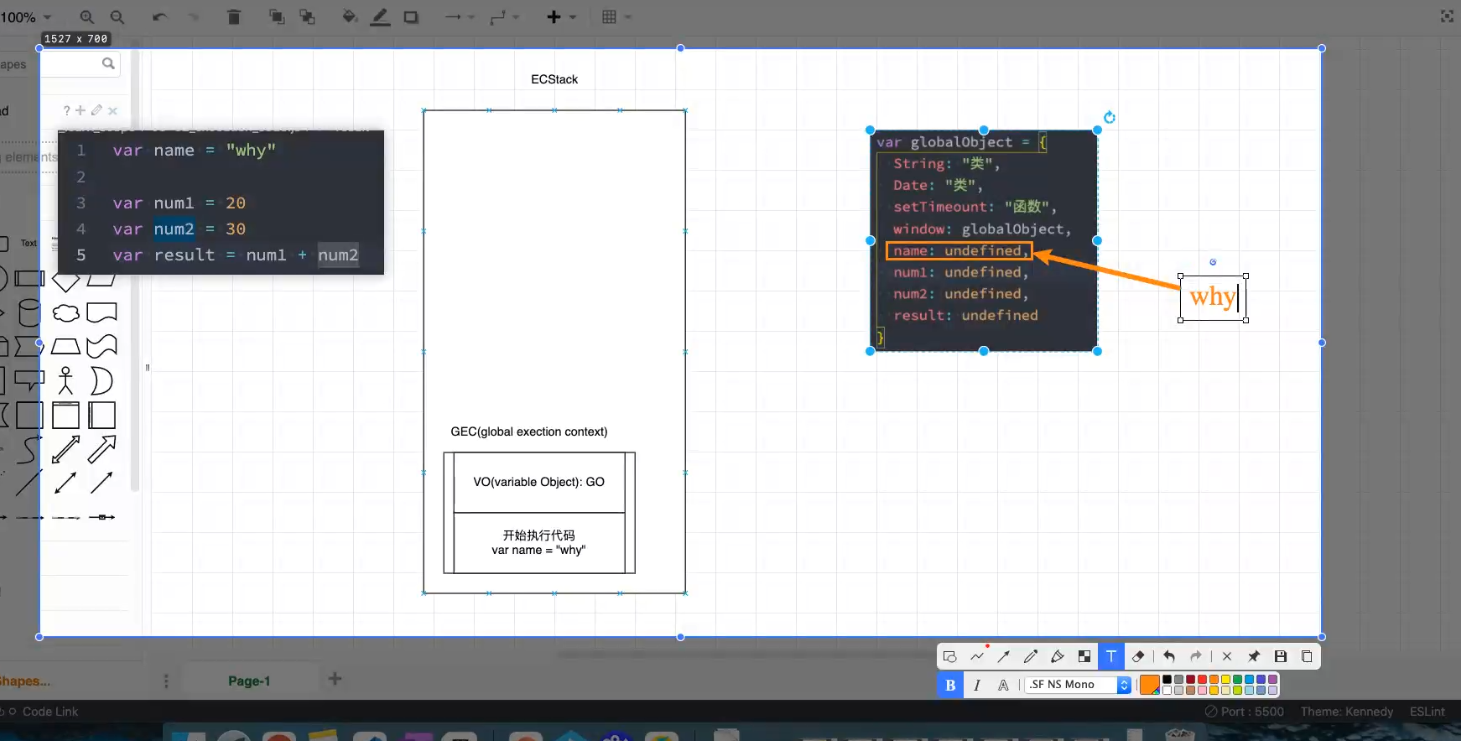 100%
1527 x 700
apes
ECStack
ad
?
g elements
1 var name = "why"
2
3 var num1 = 20
4 var num2 = 30
5 var result = num1 + num2
Text
var globalObject = {
String: "类",
Date: "类",
setTimeout: "函数",
window: globalObject,
name: undefined,
num1: undefined,
num2: undefined,
result: undefined
}
why
GEC(global exection context)
VO(variable Object): GO
开始执行代码
var name = "why"
T
B I A .SF NS Mono
Shapes...
Page-1
Code Link
Port : 5500 Theme: Kennedy ESLint